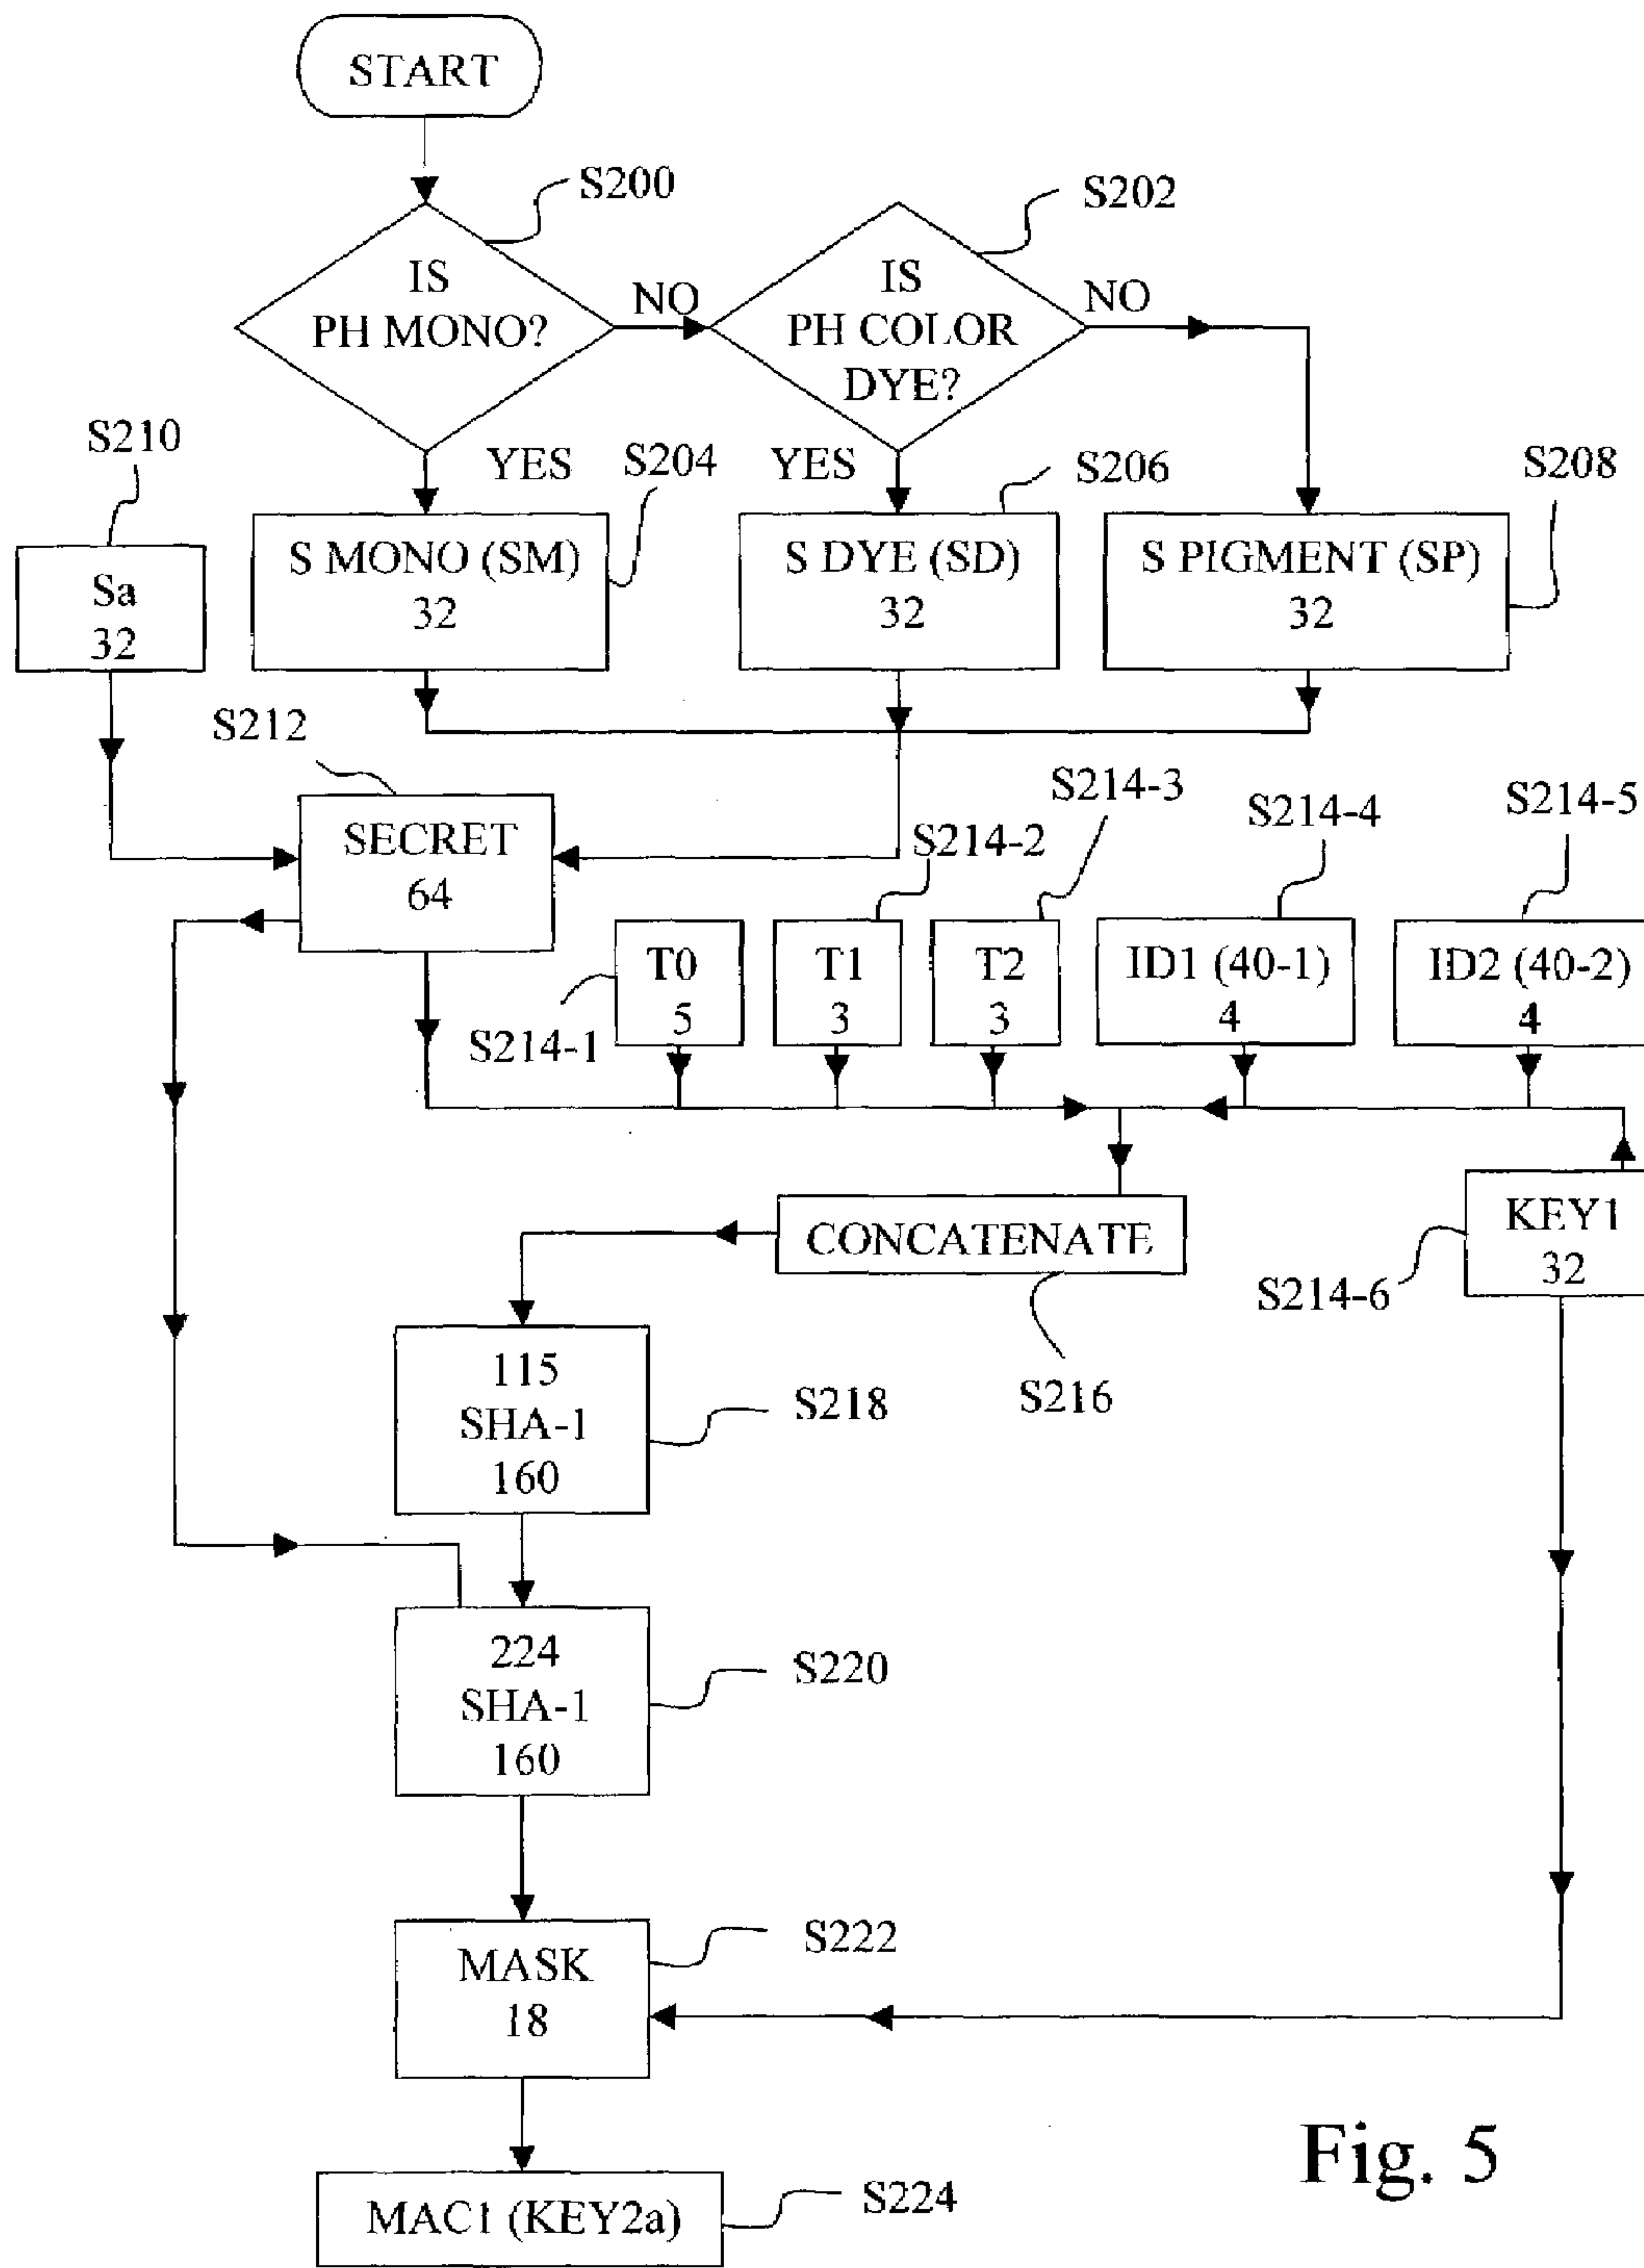 START
S200
S202
IS
PH MONO?
NO
IS
PH COLOR
DYE?
NO
S210
YES
S204
YES
S206
S208
Sa
32
S MONO (SM)
32
S DYE (SD)
32
S PIGMENT (SP)
32
S212
SECRET
64
S214-3
S214-2
S214-4
S214-5
S214-1
T0
5
T1
3
T2
3
ID1 (40-1)
4
ID2 (40-2)
4
CONCATENATE
KEY1
32
S214-6
S216
115
SHA-1
160
S218
224
SHA-1
160
S220
MASK
18
S222
MAC1 (KEY2a)
S224
Fig. 5